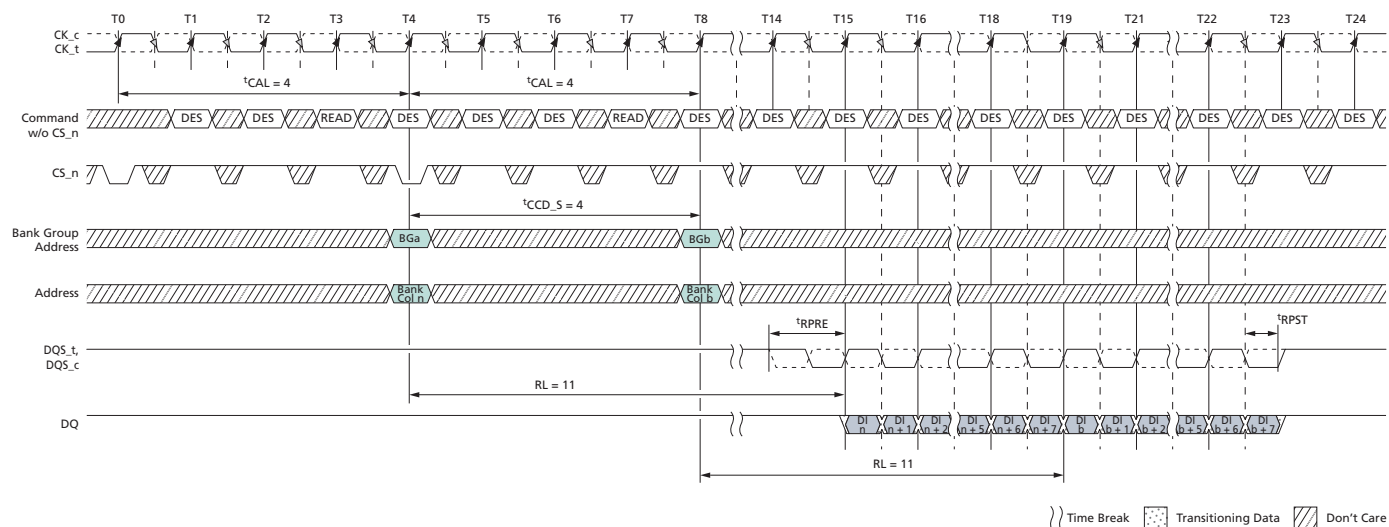 T0 T1 T2 T3 T4 T5 T6 T7 T8 T14 T15 T16 T18 T19 T21 T22 T23 T24
CK_c
CK_t
tCAL = 4 tCAL = 4
Command
w/o CS_n
DES DES READ DES DES DES READ DES DES DES DES DES DES DES DES DES DES
CS_n
tCCD_S = 4
Bank Group
Address
BGa BGb
Address
Bank
Col n
Bank
Col b
tRPRE tRPST
DQS_t,
DQS_c
RL = 11
DQ
DI
n
DI
n + 1
DI
n + 2
DI
n + 5
DI
n + 6
DI
n + 7
DI
b
DI
b + 1
DI
b + 2
DI
b + 5
DI
b + 6
DI
b + 7
RL = 11
Time Break Transitioning Data Don't Care